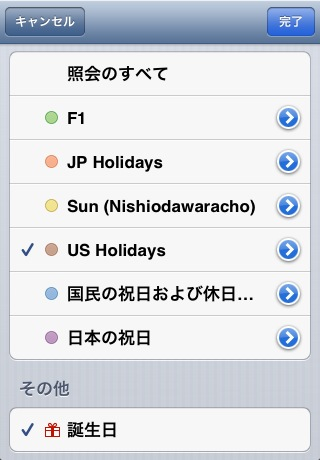 キャンセル
完了
照会のすべて
F1
JP Holidays
Sun (Nishiodawaracho)
US Holidays
国民の祝日および休日…
日本の祝日
その他
誕生日